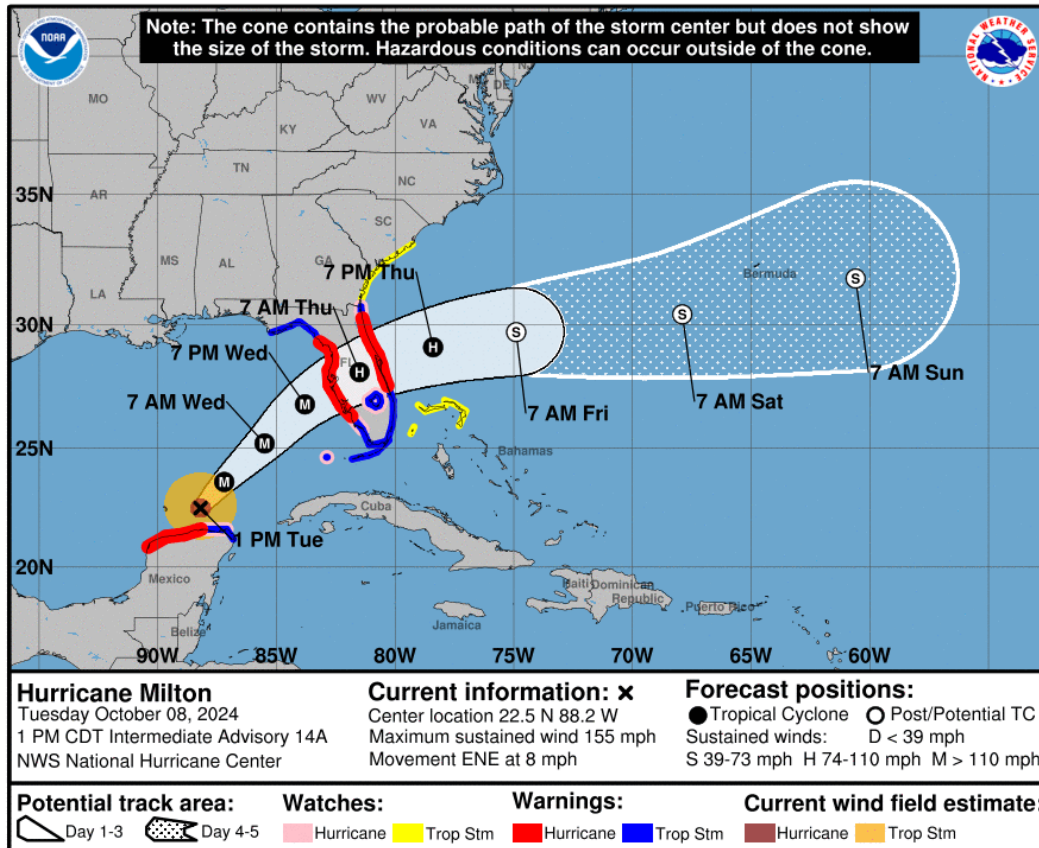 Note: The cone contains the probable path of the storm center but does not show
the size of the storm. Hazardous conditions can occur outside of the cone.
NOAA
NATIONAL WEATHER SERVICE
MO
WV
MD
DE
NJ
KY
VA
TN
NC
AR
35N
SC
MS
AL
GA
7 PM Thu
Bermuda
LA
7 AM Thu
30N
FL
7 PM Wed
7 AM Sun
7 AM Wed
7 AM Sat
7 AM Fri
25N
Bahamas
Cuba
1 PM Tue
20N
Mexico
Haiti
Dominican
Republic
Puerto Rico
Jamaica
Belize
90W 85W 80W 75W 70W 65W 60W
M M M H H S S S
Hurricane Milton
Tuesday October 08, 2024
1 PM CDT Intermediate Advisory 14A
NWS National Hurricane Center
Current information: x
Center location 22.5 N 88.2 W
Maximum sustained wind 155 mph
Movement ENE at 8 mph
Forecast positions:
Tropical Cyclone Post/Potential TC
Sustained winds: D < 39 mph
S 39-73 mph H 74-110 mph M > 110 mph
Potential track area:
Day 1-3 Day 4-5
Watches:
Hurricane Trop Stm
Warnings:
Hurricane Trop Stm
Current wind field estimate:
Hurricane Trop Stm